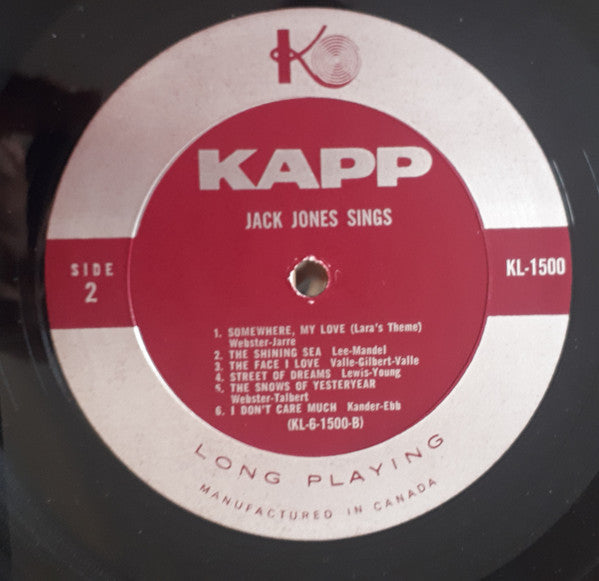 K
KAPP
JACK JONES SINGS
SIDE
2
KL-1500
1. SOMEWHERE, MY LOVE (Lara's Theme)
Webster-Jarre
2. THE SHINING SEA Lee-Mandel
3. THE FACE I LOVE Valle-Gilbert-Valle
4. STREET OF DREAMS Lewis-Young
5. THE SNOWS OF YESTERYEAR
Webster-Talbert
6. I DON'T CARE MUCH Kander-Ebb
(KL-6-1500-B)
LONG PLAYING
MANUFACTURED IN CANADA